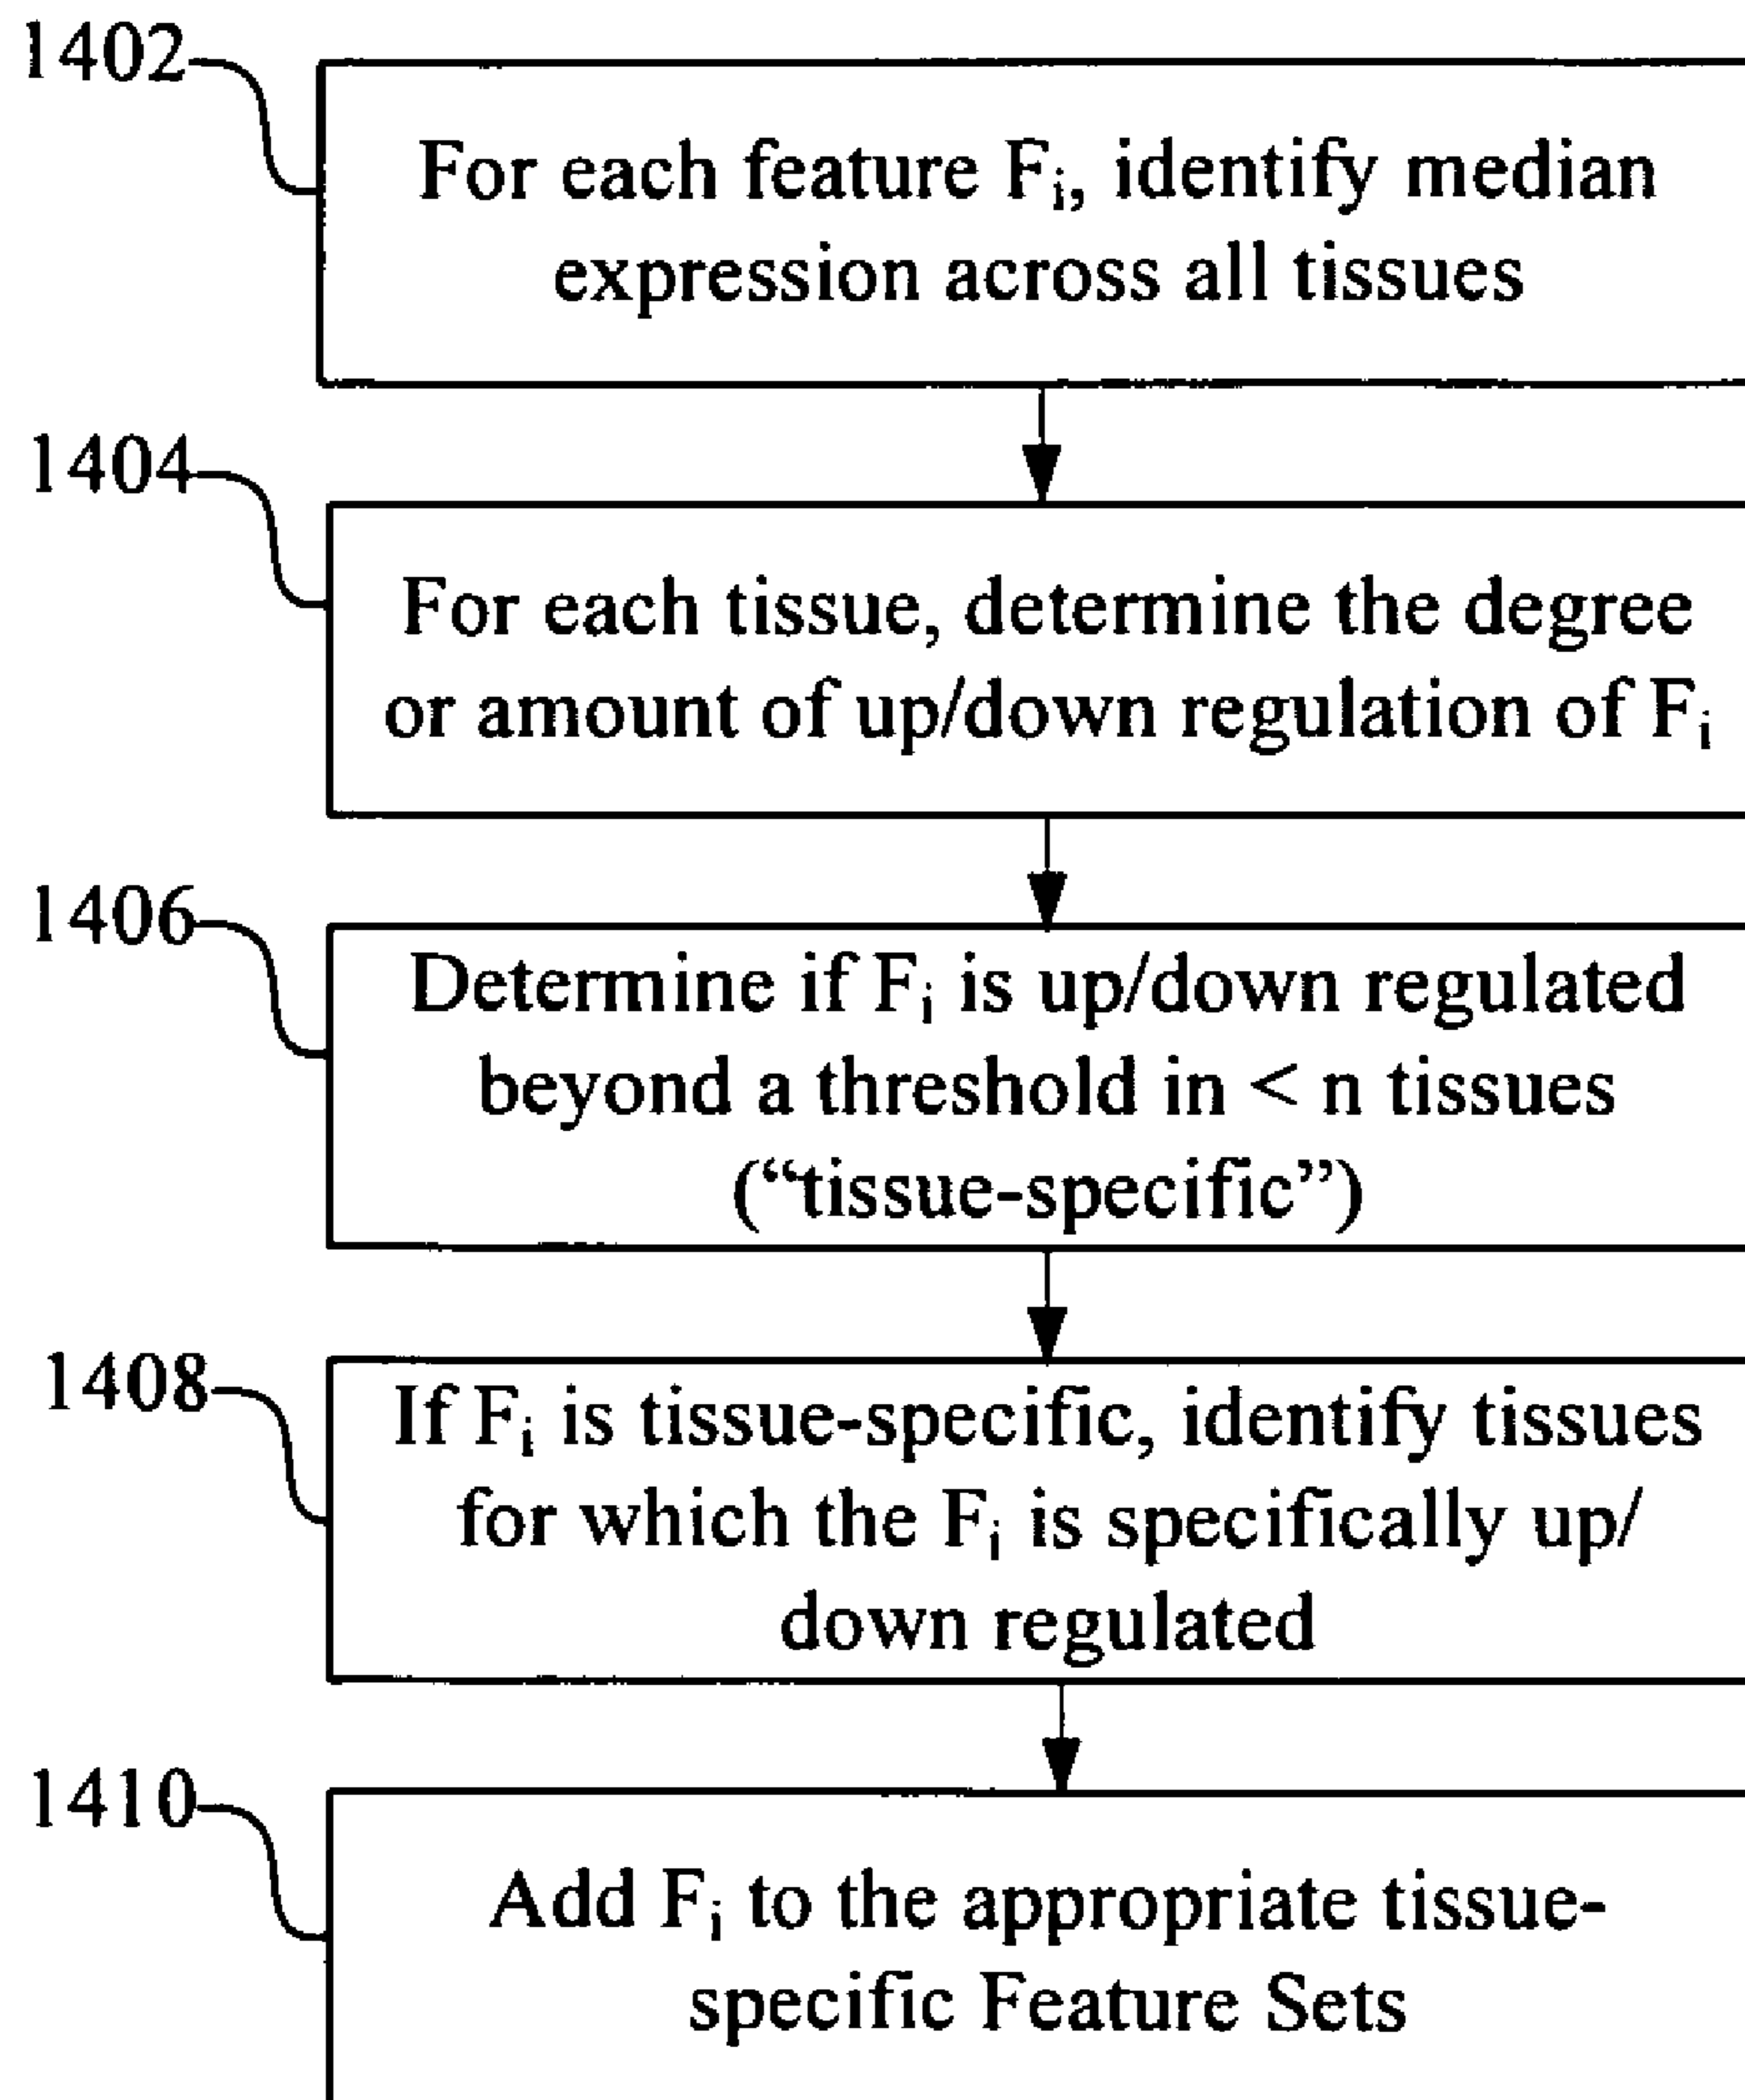 1402
For each feature Fi, identify median
expression across all tissues
1404
For each tissue, determine the degree
or amount of up/down regulation of Fi
1406
Determine if Fi is up/down regulated
beyond a threshold in < n tissues
(“tissue-specific”)
1408
If Fi is tissue-specific, identify tissues
for which the Fi is specifically up/
down regulated
1410
Add Fi to the appropriate tissue-
specific Feature Sets